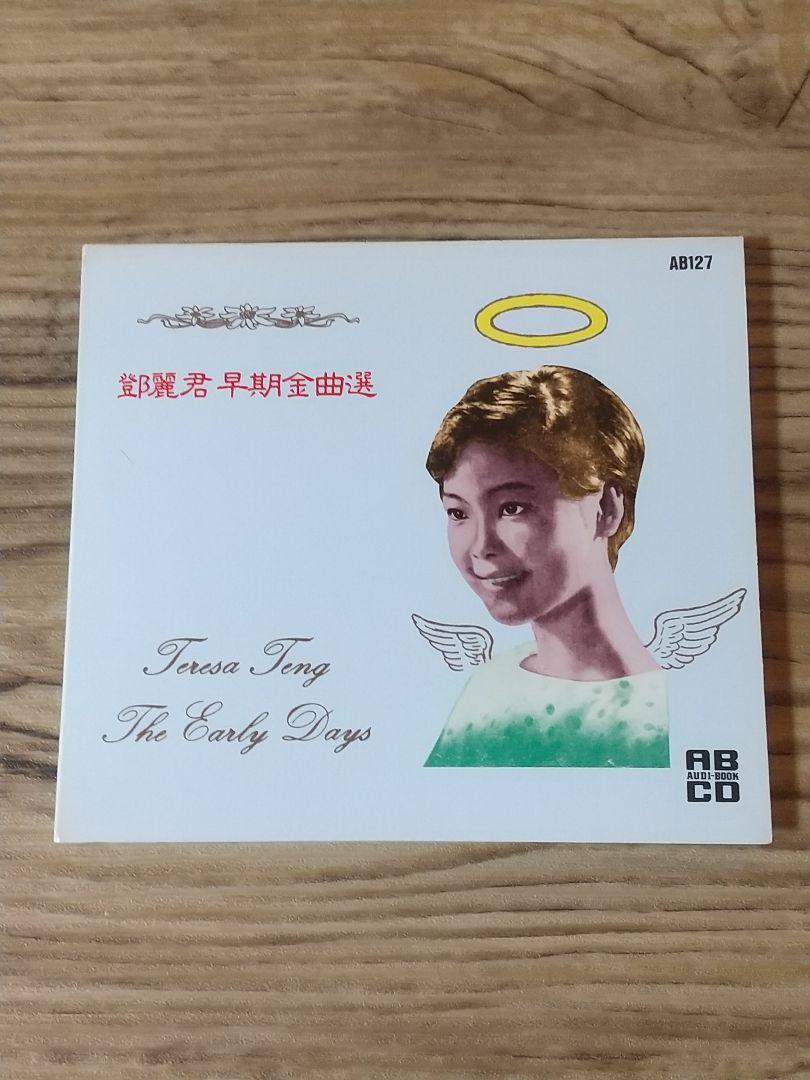 AB127
鄧麗君早期金曲選
Teresa Teng
The Early Days
AB
AUDI-BOOK
CD